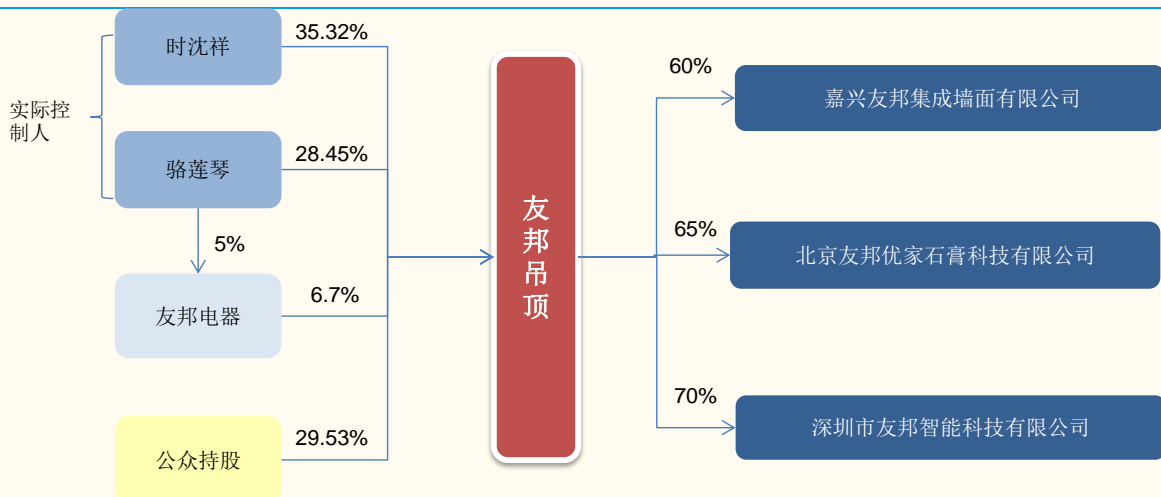 实际控
制人
时沈祥
35.32%
骆莲琴
28.45%
5%
友邦电器
6.7%
公众持股
29.53%
友
邦
吊
顶
60%
嘉兴友邦集成墙面有限公司
65%
北京友邦优家石膏科技有限公司
70%
深圳市友邦智能科技有限公司